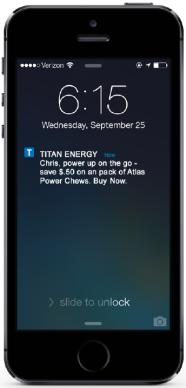 Verizon
6:15
Wednesday, September 25
T TITAN ENERGY now
Chris, power up on the go -
save $.50 on an pack of Atlas
Power Chews. Buy Now.
> slide to unlock